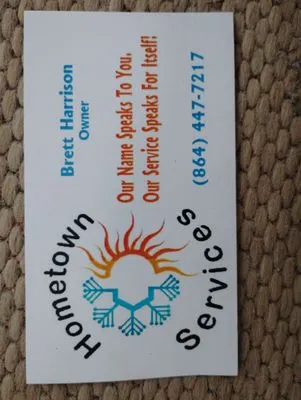 Hometown
Services
Our Name Speaks To You,
Our Service Speaks For Itself!
Brett Harrison
Owner
(864) 447-7217